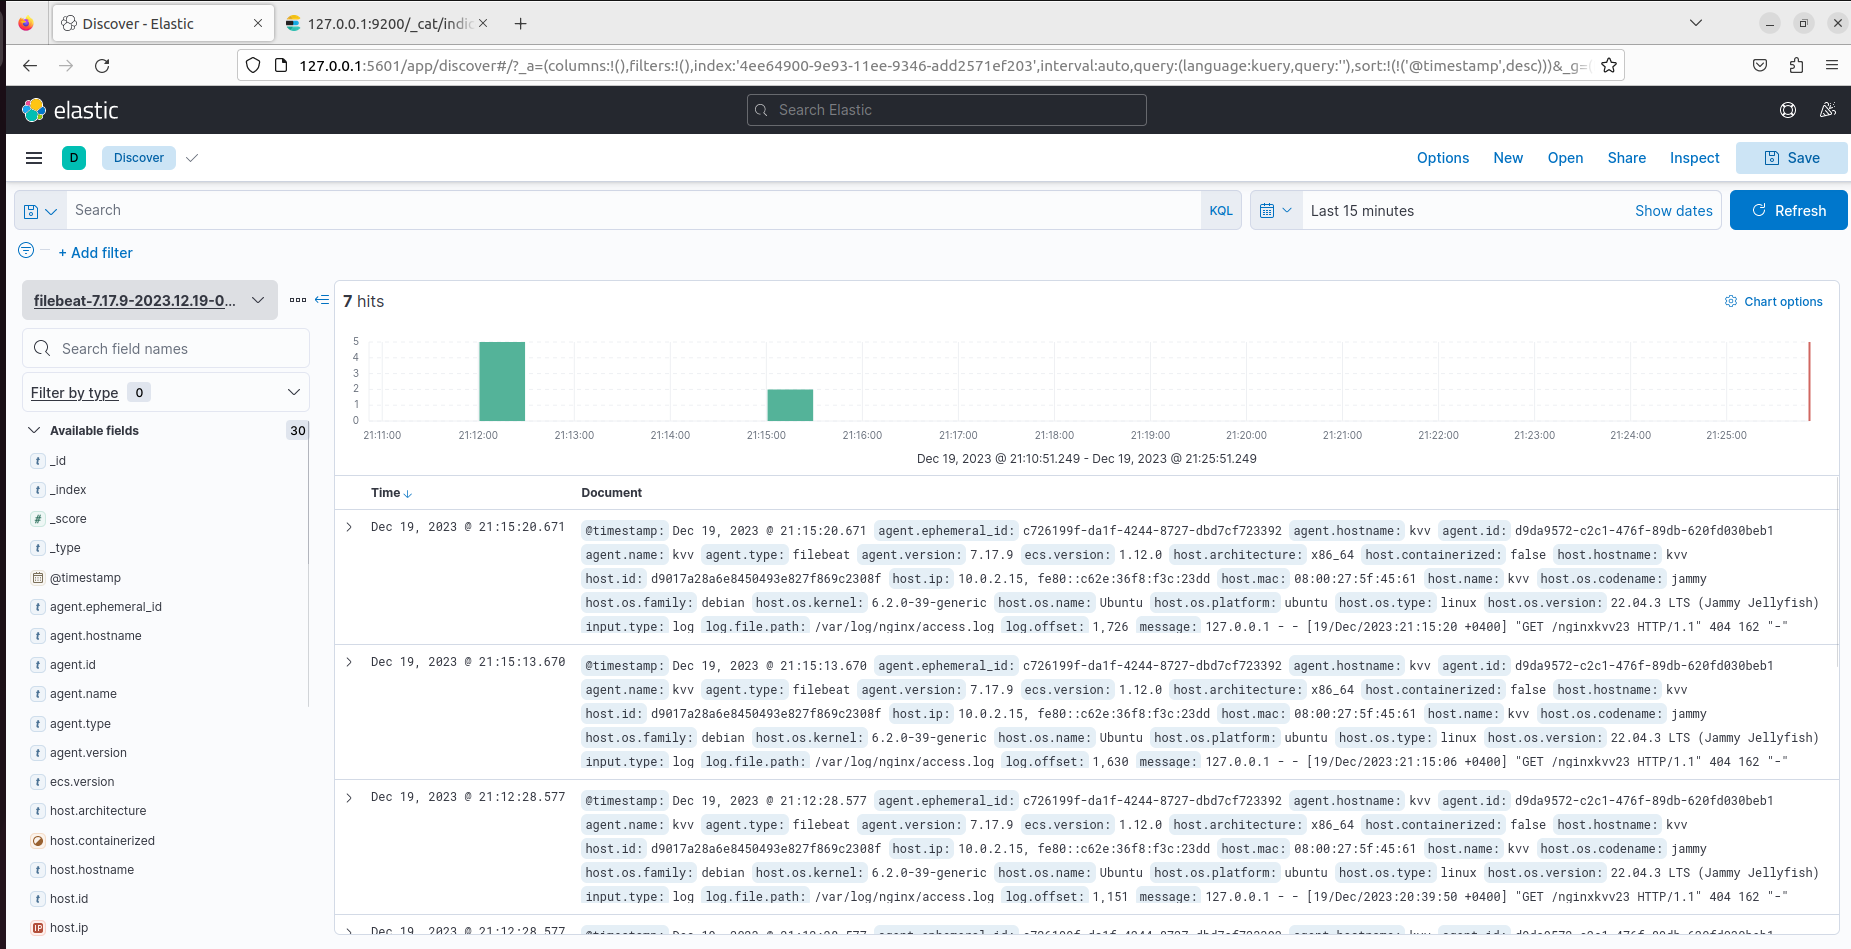 Discover - Elastic
127.0.0.1:9200/_cat/indic
127.0.0.1:5601/app/discover#/?_a=(columns:!(),filters:!(),index:'4ee64900-9e93-11ee-9346-add2571ef203',interval:auto,query:(language:kuery,query:''),sort:!(!('@timestamp',desc)))&_g=(
elastic
Search Elastic
D
Discover
Options
New
Open
Share
Inspect
Save
Search
KQL
Last 15 minutes
Show dates
Refresh
+ Add filter
filebeat-7.17.9-2023.12.19-0...
Search field names
Filter by type 0
Available fields 30
t _id
t _index
# _score
t _type
@timestamp
t agent.ephemeral_id
t agent.hostname
t agent.id
t agent.name
t agent.type
t agent.version
t ecs.version
t host.architecture
host.containerized
t host.hostname
t host.id
IP host.ip
7 hits
Chart options
5
4
3
2
1
0
21:11:00 21:12:00 21:13:00 21:14:00 21:15:00 21:16:00 21:17:00 21:18:00 21:19:00 21:20:00 21:21:00 21:22:00 21:23:00 21:24:00 21:25:00
Dec 19, 2023 @ 21:10:51.249 - Dec 19, 2023 @ 21:25:51.249
Time Document
Dec 19, 2023 @ 21:15:20.671
@timestamp: Dec 19, 2023 @ 21:15:20.671 agent.ephemeral_id: c726199f-da1f-4244-8727-dbd7cf723392 agent.hostname: kvv agent.id: d9da9572-c2c1-476f-89db-620fd030beb1
agent.name: kvv agent.type: filebeat agent.version: 7.17.9 ecs.version: 1.12.0 host.architecture: x86_64 host.containerized: false host.hostname: kvv
host.id: d9017a28a6e8450493e827f869c2308f host.ip: 10.0.2.15, fe80::c62e:36f8:f3c:23dd host.mac: 08:00:27:5f:45:61 host.name: kvv host.os.codename: jammy
host.os.family: debian host.os.kernel: 6.2.0-39-generic host.os.name: Ubuntu host.os.platform: ubuntu host.os.type: linux host.os.version: 22.04.3 LTS (Jammy Jellyfish)
input.type: log log.file.path: /var/log/nginx/access.log log.offset: 1,726 message: 127.0.0.1 - - [19/Dec/2023:21:15:20 +0400] "GET /nginxkvv23 HTTP/1.1" 404 162 "-"
Dec 19, 2023 @ 21:15:13.670
@timestamp: Dec 19, 2023 @ 21:15:13.670 agent.ephemeral_id: c726199f-da1f-4244-8727-dbd7cf723392 agent.hostname: kvv agent.id: d9da9572-c2c1-476f-89db-620fd030beb1
agent.name: kvv agent.type: filebeat agent.version: 7.17.9 ecs.version: 1.12.0 host.architecture: x86_64 host.containerized: false host.hostname: kvv
host.id: d9017a28a6e8450493e827f869c2308f host.ip: 10.0.2.15, fe80::c62e:36f8:f3c:23dd host.mac: 08:00:27:5f:45:61 host.name: kvv host.os.codename: jammy
host.os.family: debian host.os.kernel: 6.2.0-39-generic host.os.name: Ubuntu host.os.platform: ubuntu host.os.type: linux host.os.version: 22.04.3 LTS (Jammy Jellyfish)
input.type: log log.file.path: /var/log/nginx/access.log log.offset: 1,630 message: 127.0.0.1 - - [19/Dec/2023:21:15:06 +0400] "GET /nginxkvv23 HTTP/1.1" 404 162 "-"
Dec 19, 2023 @ 21:12:28.577
@timestamp: Dec 19, 2023 @ 21:12:28.577 agent.ephemeral_id: c726199f-da1f-4244-8727-dbd7cf723392 agent.hostname: kvv agent.id: d9da9572-c2c1-476f-89db-620fd030beb1
agent.name: kvv agent.type: filebeat agent.version: 7.17.9 ecs.version: 1.12.0 host.architecture: x86_64 host.containerized: false host.hostname: kvv
host.id: d9017a28a6e8450493e827f869c2308f host.ip: 10.0.2.15, fe80::c62e:36f8:f3c:23dd host.mac: 08:00:27:5f:45:61 host.name: kvv host.os.codename: jammy
host.os.family: debian host.os.kernel: 6.2.0-39-generic host.os.name: Ubuntu host.os.platform: ubuntu host.os.type: linux host.os.version: 22.04.3 LTS (Jammy Jellyfish)
input.type: log log.file.path: /var/log/nginx/access.log log.offset: 1,151 message: 127.0.0.1 - - [19/Dec/2023:20:39:50 +0400] "GET /nginxkvv23 HTTP/1.1" 404 162 "-"
Dec 19, 2023 @ 21:12:28.577